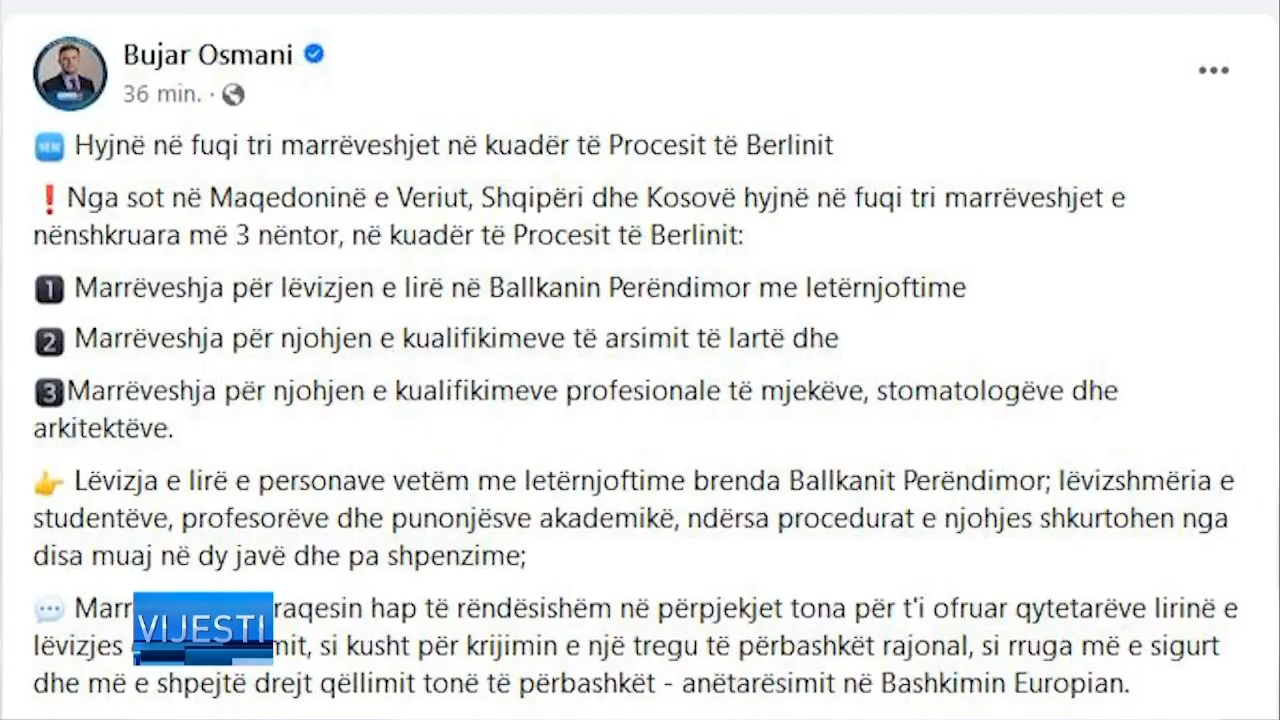 Bujar Osmani
36 min. ·
NEW Hyjnë në fuqi tri marrëveshjet në kuadër të Procesit të Berlinit
❗Nga sot në Maqedoninë e Veriut, Shqipëri dhe Kosovë hyjnë në fuqi tri marrëveshjet e
nënshkruara më 3 nëntor, në kuadër të Procesit të Berlinit:
1 Marrëveshja për lëvizjen e lirë në Ballkanin Perëndimor me letërnjoftime
2 Marrëveshja për njohjen e kualifikimeve të arsimit të lartë dhe
3 Marrëveshja për njohjen e kualifikimeve profesionale të mjekëve, stomatologëve dhe
arkitektëve.
👉 Lëvizja e lirë e personave vetëm me letërnjoftime brenda Ballkanit Perëndimor; lëvizshmëria e
studentëve, profesorëve dhe punonjësve akademikë, ndërsa procedurat e njohjes shkurtohen nga
disa muaj në dy javë dhe pa shpenzime;
💬 Marr raqesin hap të rëndësishëm në përpjekjet tona për t'i ofruar qytetarëve lirinë e
lëvizjes mit, si kusht për krijimin e një tregu të përbashkët rajonal, si rruga më e sigurt
dhe më e shpejtë drejt qëllimit tonë të përbashkët - anëtarësimit në Bashkimin Europian.
VIJESTI